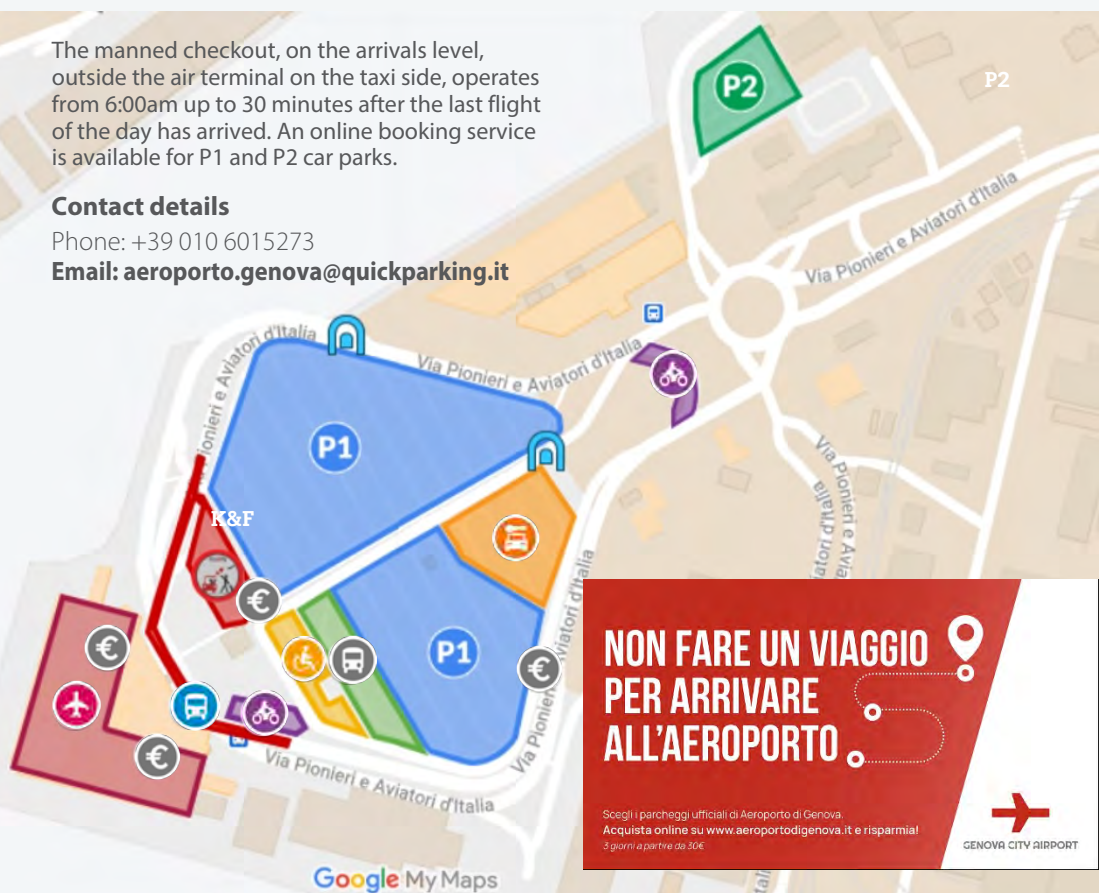 The manned checkout, on the arrivals level,
outside the air terminal on the taxi side, operates
from 6:00am up to 30 minutes after the last flight
of the day has arrived. An online booking service
is available for P1 and P2 car parks.
Contact details
Phone: +39 010 6015273
Email: aeroporto.genova@quickparking.it
P2
P2
Via Pionieri e Aviatori d'Italia
Pionieri e Aviatori d'Italia
Via Pionieri e Aviatori d'Italia
P1
K&F
€
Via Pionieri e Avia
atori d'Italia
P1
€
€
€
Via Pionieri
Aviatori d'Italia
Via Pionieri e Aviatori d'Italia
NON FARE UN VIAGGIO
PER ARRIVARE
ALL'AEROPORTO
Scegli i parcheggi ufficiali di Aeroporto di Genova.
Acquista online su www.aeroportodigenova.it e risparmia!
3 giorni a partire da 30€
GENOVA CITY AIRPORT
Google My Maps